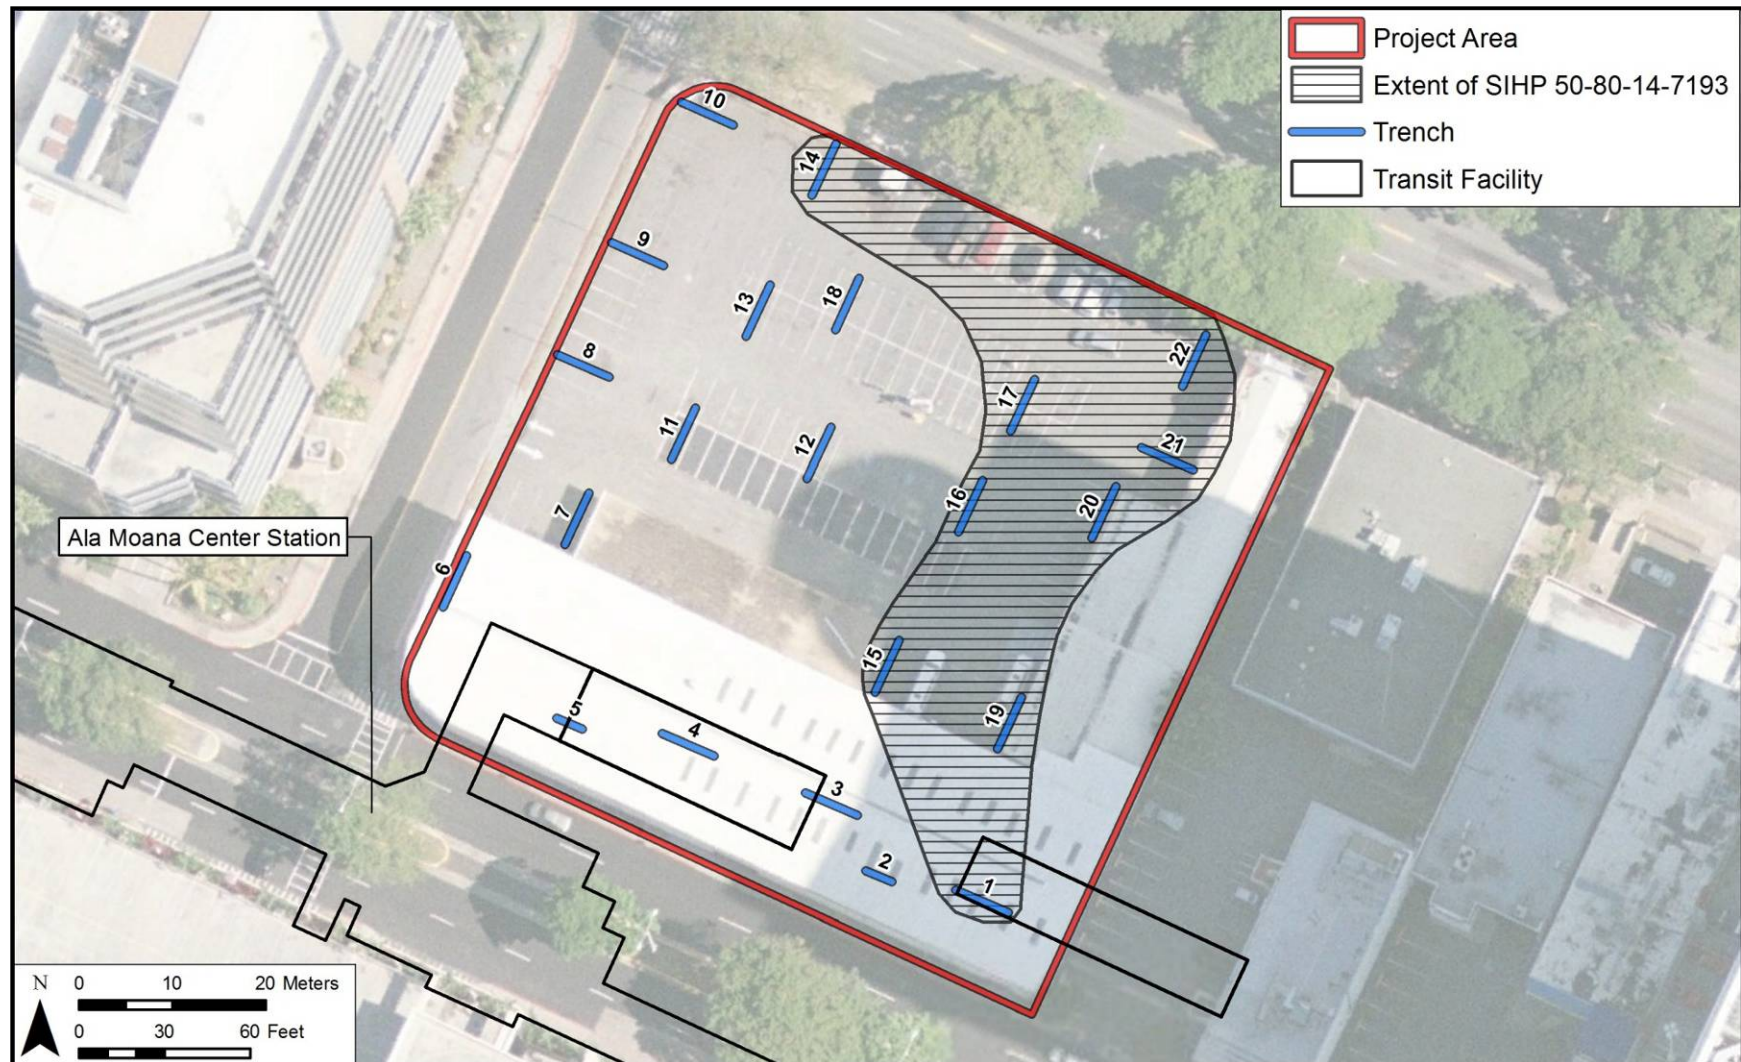 Project Area
Extent of SIHP 50-80-14-7193
Trench
Transit Facility
10
14
9
13
18
8
22
17
11
12
21
16
20
7
Ala Moana Center Station
6
15
19
5
4
3
2
1
N
0 10 20 Meters
0 30 60 Feet